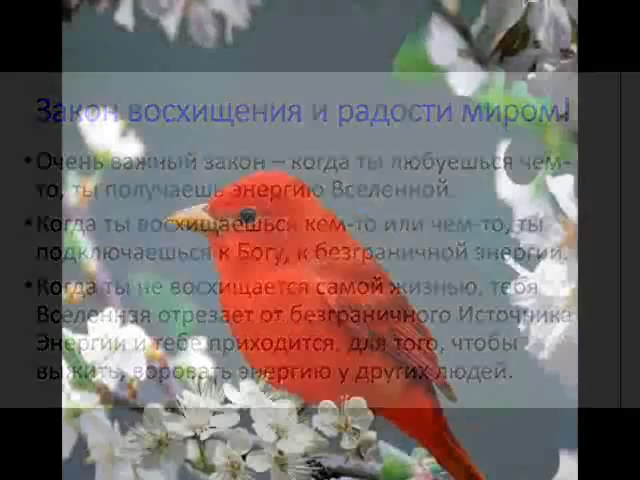 Закон восхищения и радости миром!
• Очень важный закон – когда ты любуешься чем-
то, ты получаешь энергию Вселенной.
• Когда ты восхищаешься кем-то или чем-то, ты
подключаешься к Богу, к безграничной энергии.
• Когда ты не восхищается самой жизнью, тебя
Вселенная отрезает от безграничного Источника
Энергии и тебе приходится, для того, чтобы
выжить, воровать энергию у других людей.